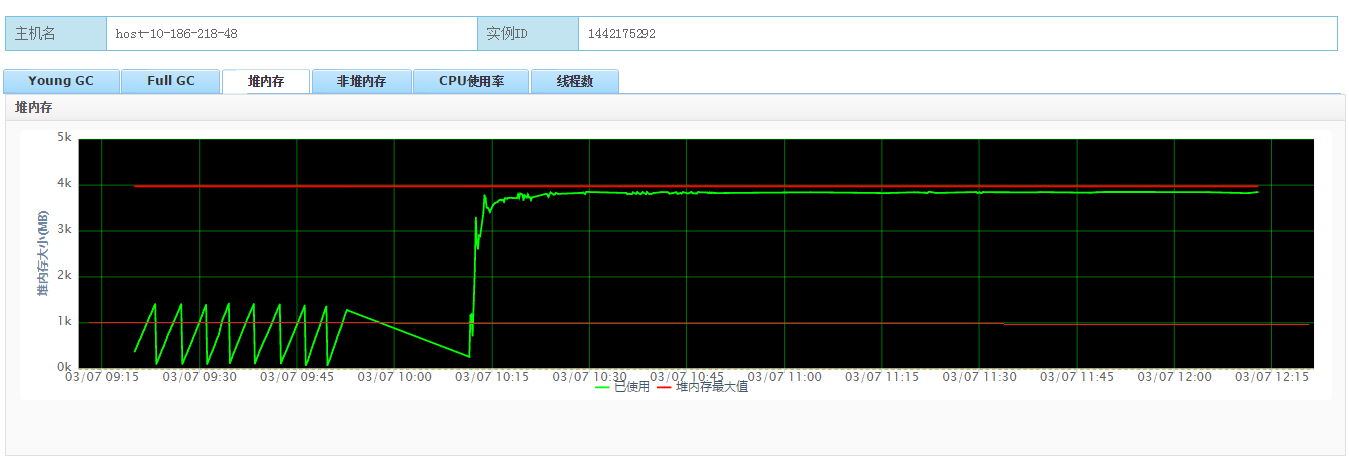 主机名 host-10-186-218-48 实例ID 1442175292
Young GC Full GC 堆内存 非堆内存 CPU使用率 线程数
堆内存
堆内存大小(MB)
5k
4k
3k
2k
1k
0k
03/07 09:15 03/07 09:30 03/07 09:45 03/07 10:00 03/07 10:15 03/07 10:30 03/07 10:45 03/07 11:00 03/07 11:15 03/07 11:30 03/07 11:45 03/07 12:00 03/07 12:15
已使用 堆内存最大值